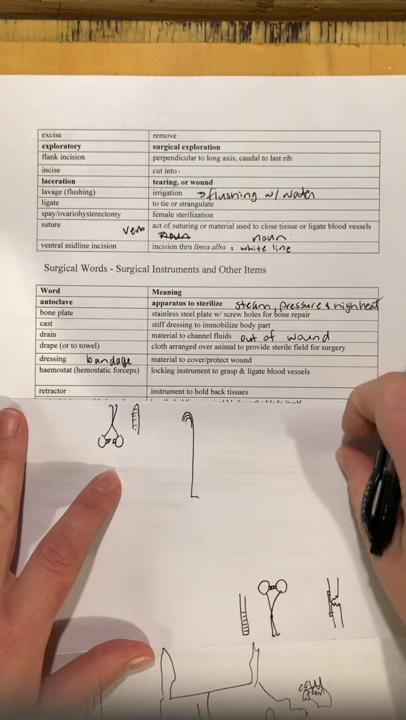 excise remove
exploratory surgical exploration
flank incision perpendicular to long axis, caudal to last rib
incise cut into
laceration tearing, or wound
lavage (flushing) irrigation → flushing w/ water
ligate to tie or strangulate
spay/ovariohysterectomy female sterilization
suture verb act of suturing or material used to close tissue or ligate blood vessels
noun
ventral midline incision incision thru linea alba = white line
Surgical Words - Surgical Instruments and Other Items
Word Meaning
autoclave apparatus to sterilize steam, pressure & high heat
bone plate stainless steel plate w/ screw holes for bone repair
cast stiff dressing to immobilize body part
drain material to channel fluids out of wound
drape (or to towel) cloth arranged over animal to provide sterile field for surgery
dressing bandage material to cover/protect wound
haemostat (hemostatic forceps) locking instrument to grasp & ligate blood vessels
retractor instrument to hold back tissues